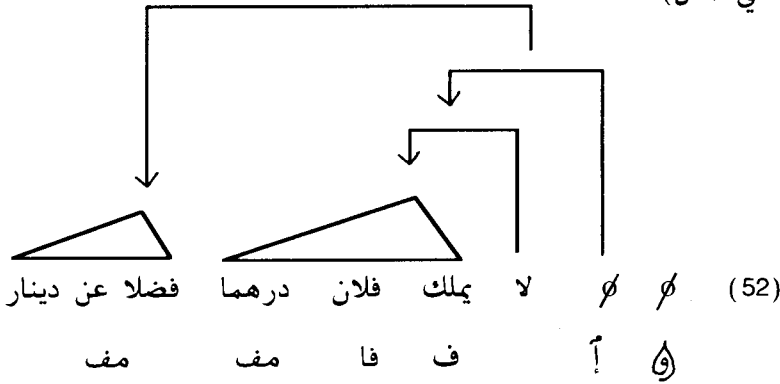 (52) ∅ ∅ لا يملك فلان درهما فضلا عن دينار
و أ ف فا مف مف